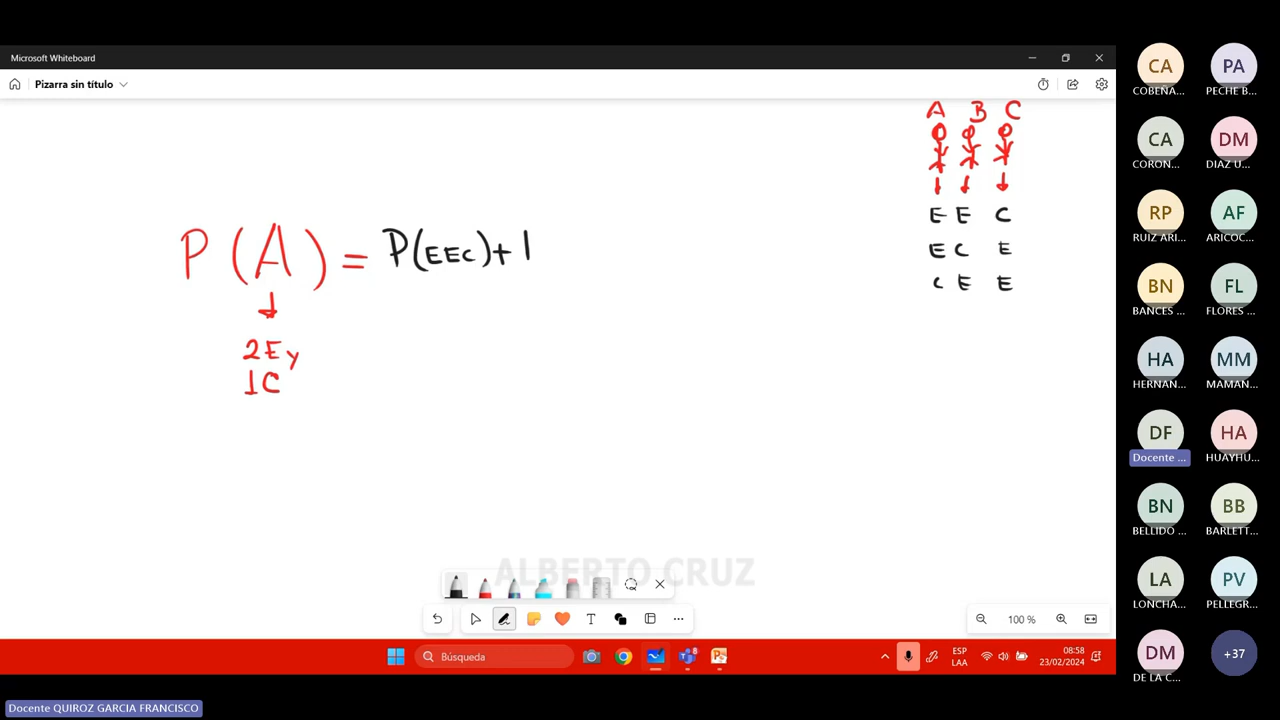 Microsoft Whiteboard
Pizarra sin título
A B C
E E C
E C E
C E E
P(A) = P(EEC)+1
2E y
1C
ALBERTO CRUZ
T
100 %
Búsqueda
8
ESP
LAA
08:58
23/02/2024
CA PA
COBEÑA... PECHE B...
CA DM
CORON... DIAZ U...
RP AF
RUIZ ARI... ARICOC...
BN FL
BANCES ... FLORES ...
HA MM
HERNAN... MAMAN...
DF HA
Docente ... HUAYHU...
BN BB
BELLIDO ... BARLETT...
LA PV
LONCHA... PELLEGR...
DM +37
DE LA C...
Docente QUIROZ GARCIA FRANCISCO